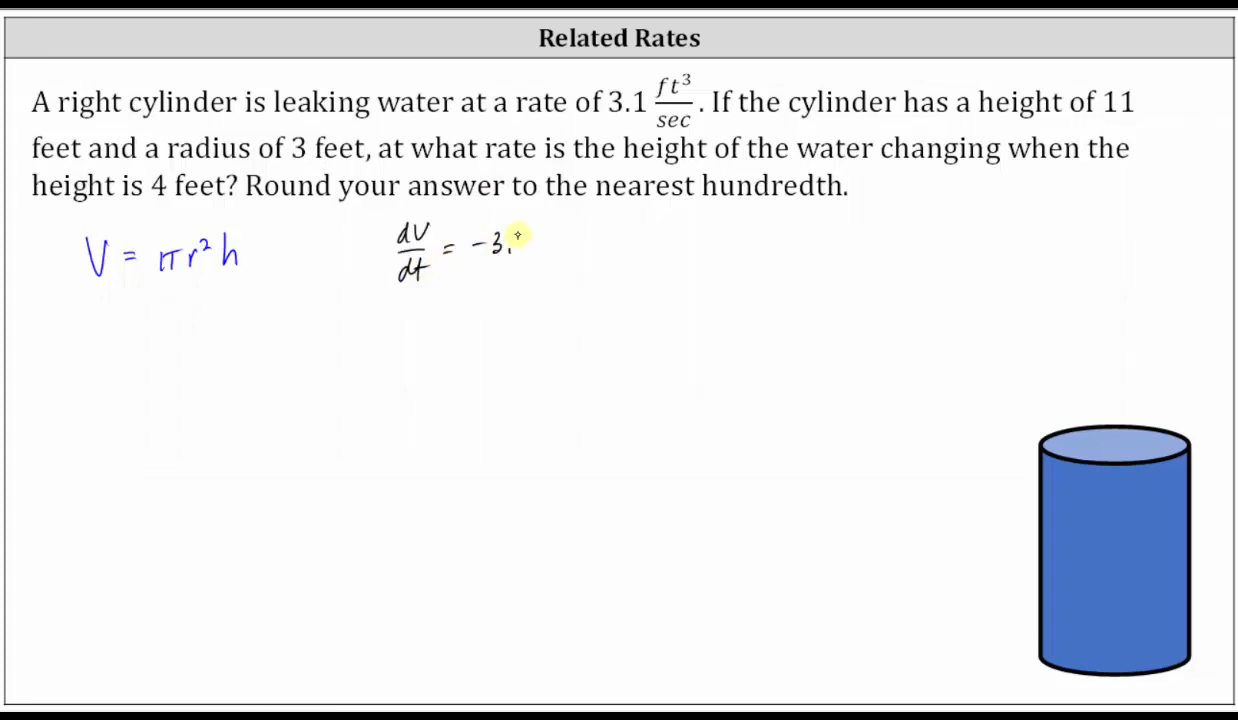 Related Rates
A right cylinder is leaking water at a rate of 3.1 ft³/sec. If the cylinder has a height of 11
feet and a radius of 3 feet, at what rate is the height of the water changing when the
height is 4 feet? Round your answer to the nearest hundredth.
V = πr²h
dV/dt = -3.